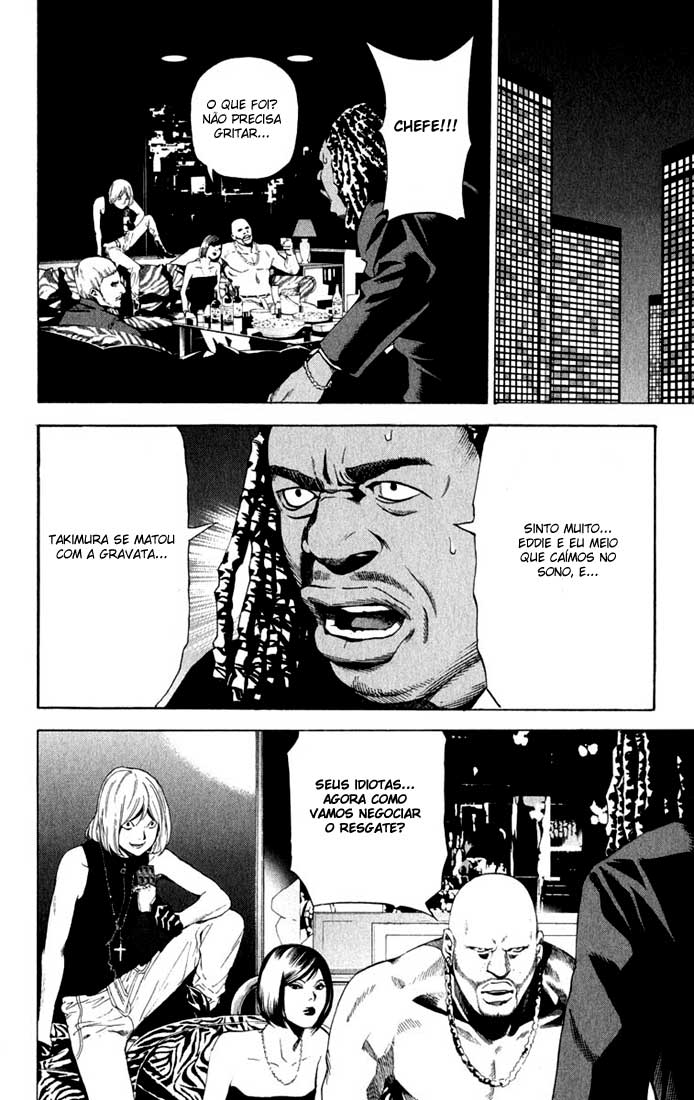 CHEFE!!!
O QUE FOI?
NÃO PRECISA
GRITAR...
SINTO MUITO...
EDDIE E EU MEIO
QUE CAÍMOS NO
SONO, E...
TAKIMURA SE MATOU
COM A GRAVATA...
SEUS IDIOTAS...
AGORA COMO
VAMOS NEGOCIAR
O RESGATE?